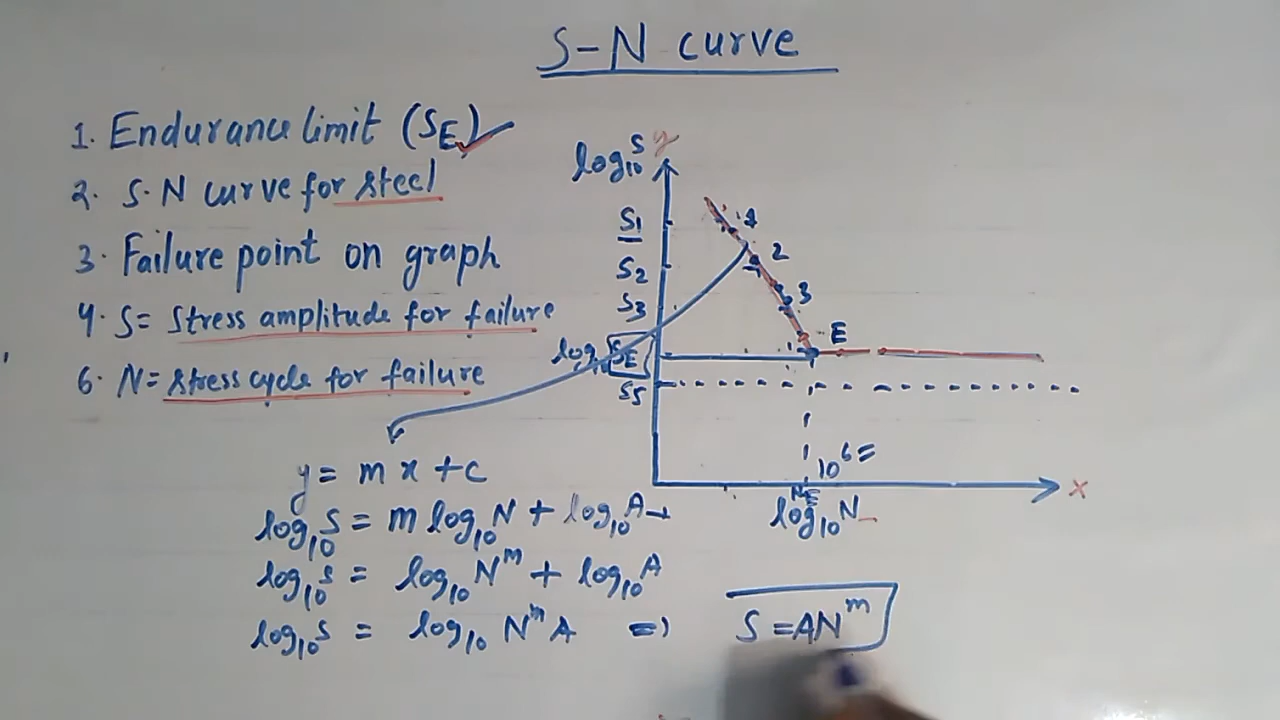 S-N curve
1. Endurance limit (SE)
2. S-N curve for steel
3. Failure point on graph
4. S= Stress amplitude for failure
6. N= stress cycle for failure
log10 S y
S1
S2
S3
log10 SE
S5
1
2
3
E
10^6=
NE
log10 N
x
y= mx+c
log10 S = m log10 N + log10 A
log10 S = log10 N^m + log10 A
log10 S = log10 N^m A => S=AN^m